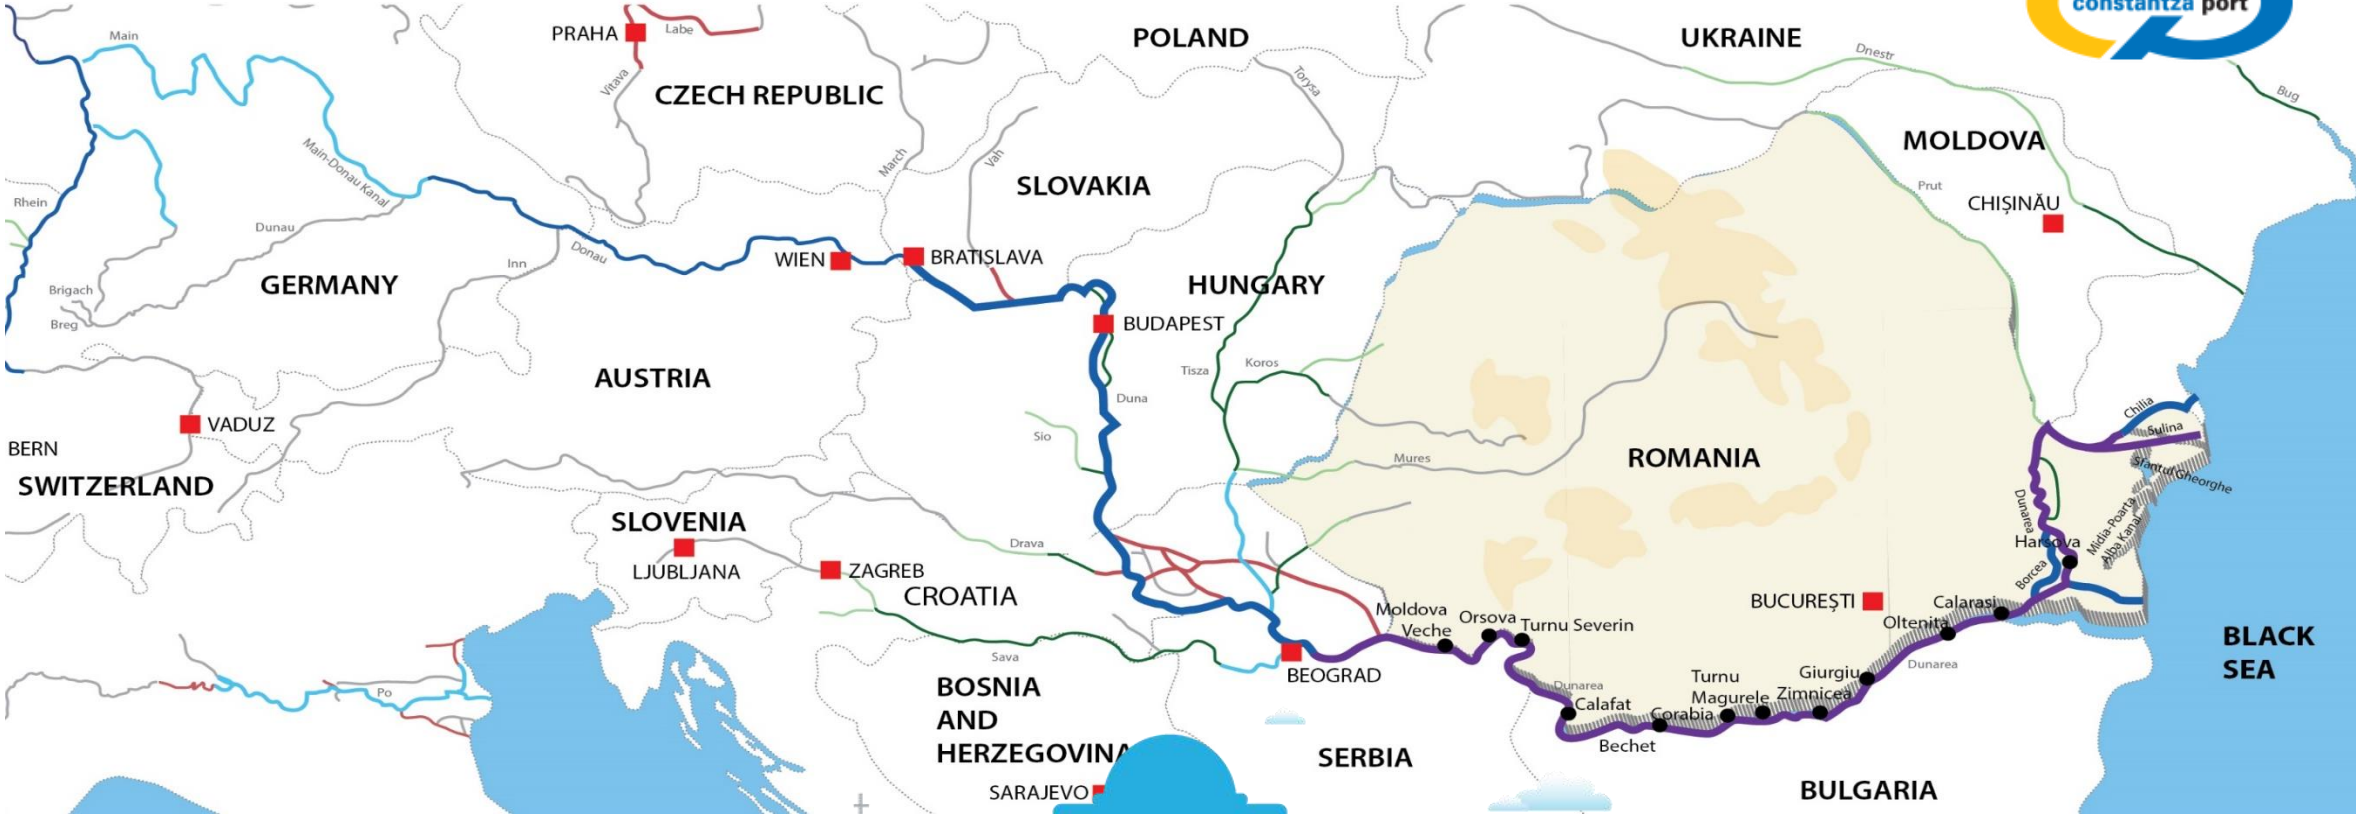 constantza port
Main
PRAHA
Labe
POLAND
UKRAINE
Dnestr
Vltava
CZECH REPUBLIC
Torysa
Bug
MOLDOVA
Main-Donau Kanal
March
Vah
SLOVAKIA
Prut
Rhein
CHIȘINĂU
Dunau
Donau
WIEN
BRATISLAVA
Inn
GERMANY
HUNGARY
Brigach
Breg
BUDAPEST
AUSTRIA
Tisza
Koros
Duna
VADUZ
Chilia
BERN
Sio
Sulina
SWITZERLAND
Mures
ROMANIA
Sfantul Gheorghe
SLOVENIA
Dunarea
Midia-Poarta
Alba Kanal
Drava
Harsova
LJUBLJANA
ZAGREB
CROATIA
Borcea
BUCUREȘTI
Calarasi
Moldova
Veche
Orsova
Turnu Severin
Oltenita
BLACK
SEA
Sava
BEOGRAD
Dunarea
Po
BOSNIA
AND
HERZEGOVINA
Dunarea
Calafat
Turnu
Magurele
Giurgiu
Zimnicea
Corabia
Bechet
SERBIA
SARAJEVO
BULGARIA